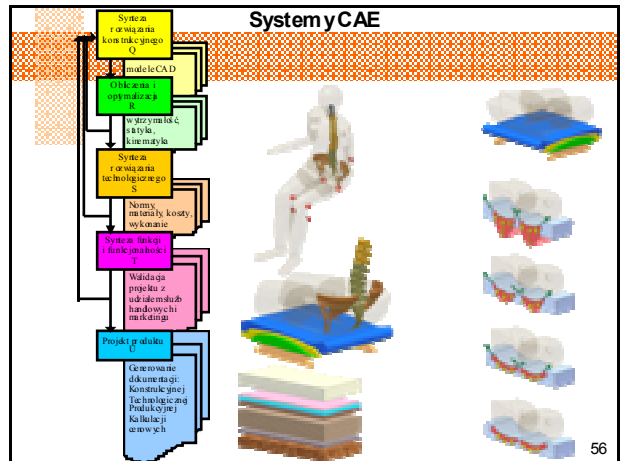 Systemy CAE
Synteza
rozwiązania
konstrukcyjnego
Q
modele CAD
Obliczenia i
optymalizacja
R
wytrzymałość,
statyka,
kinematyka
Synteza
rozwiązania
technologicznego
S
Normy,
materiały, koszty,
wykonanie
Synteza funkcji
i funkcjonalności
T
Walidacja
projektu z
udziałem służb
handlowych i
marketingu
Projekt produktu
U
Generowanie
dokumentacji:
Konstrukcyjnej
Technologicznej
Produkcyjnej
Kalkulacji
cenowych
56